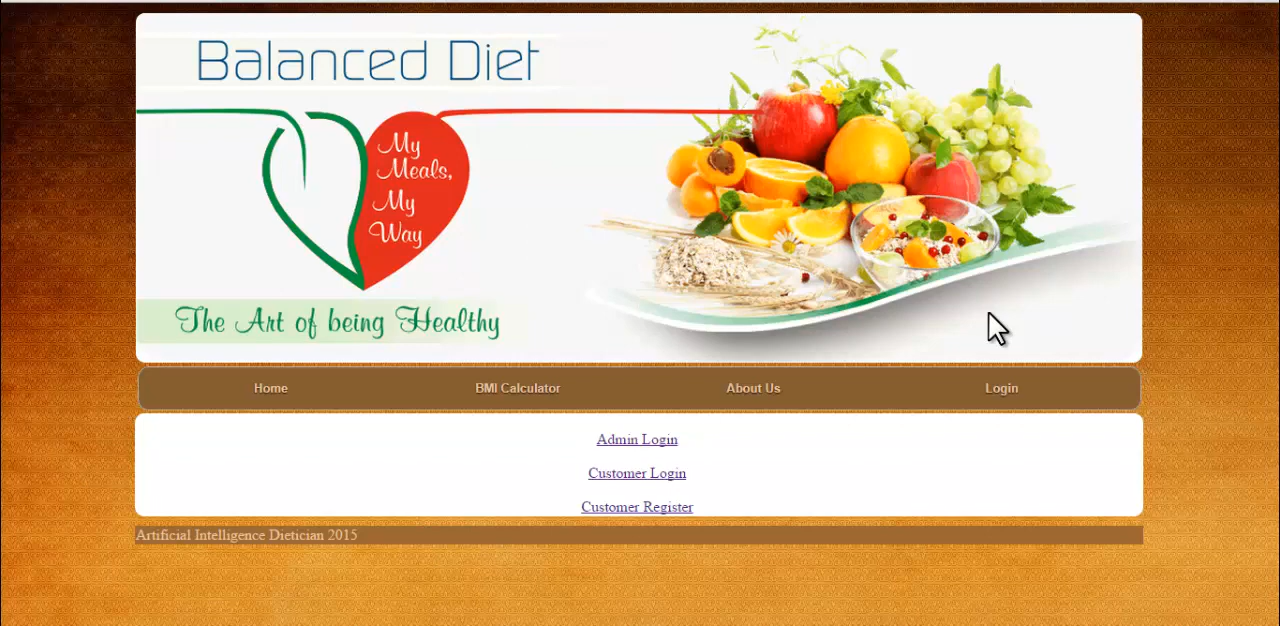 Balanced Diet
My
Meals,
My
Way
The Art of being Healthy
Home BMI Calculator About Us Login
Admin Login
Customer Login
Customer Register
Artificial Intelligence Dietician 2015